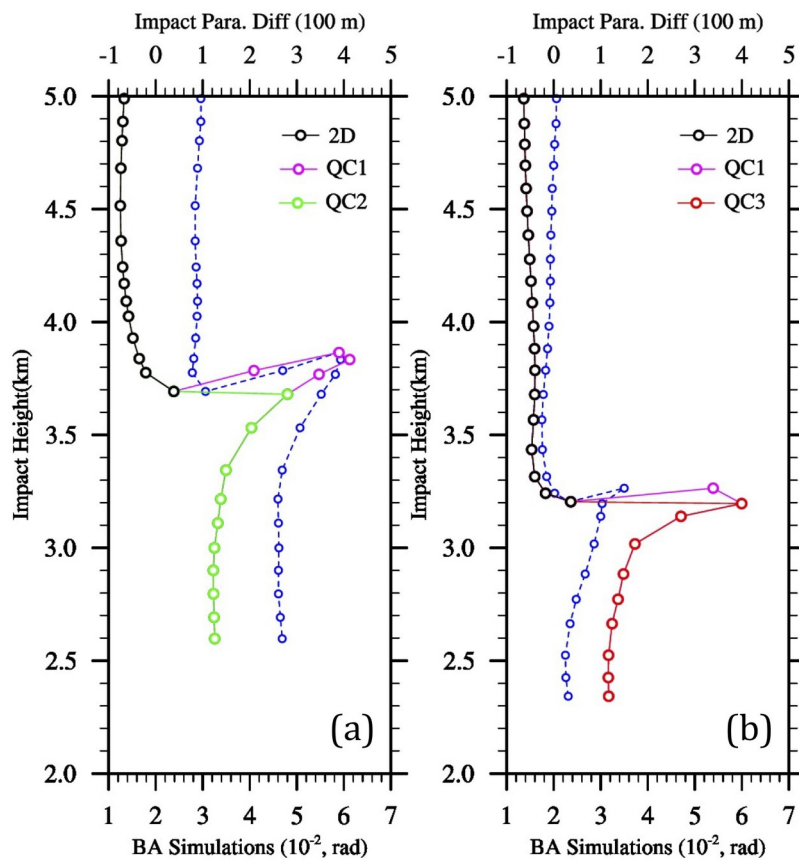 Impact Para. Diff (100 m)
-1 0 1 2 3 4 5
5.0
4.5
4.0
3.5
3.0
2.5
2.0
Impact Height(km)
2D
QC1
QC2
(a)
1 2 3 4 5 6 7
BA Simulations (10⁻², rad)
Impact Para. Diff (100 m)
-1 0 1 2 3 4 5
5.0
4.5
4.0
3.5
3.0
2.5
2.0
Impact Height(km)
2D
QC1
QC3
(b)
1 2 3 4 5 6 7
BA Simulations (10⁻², rad)